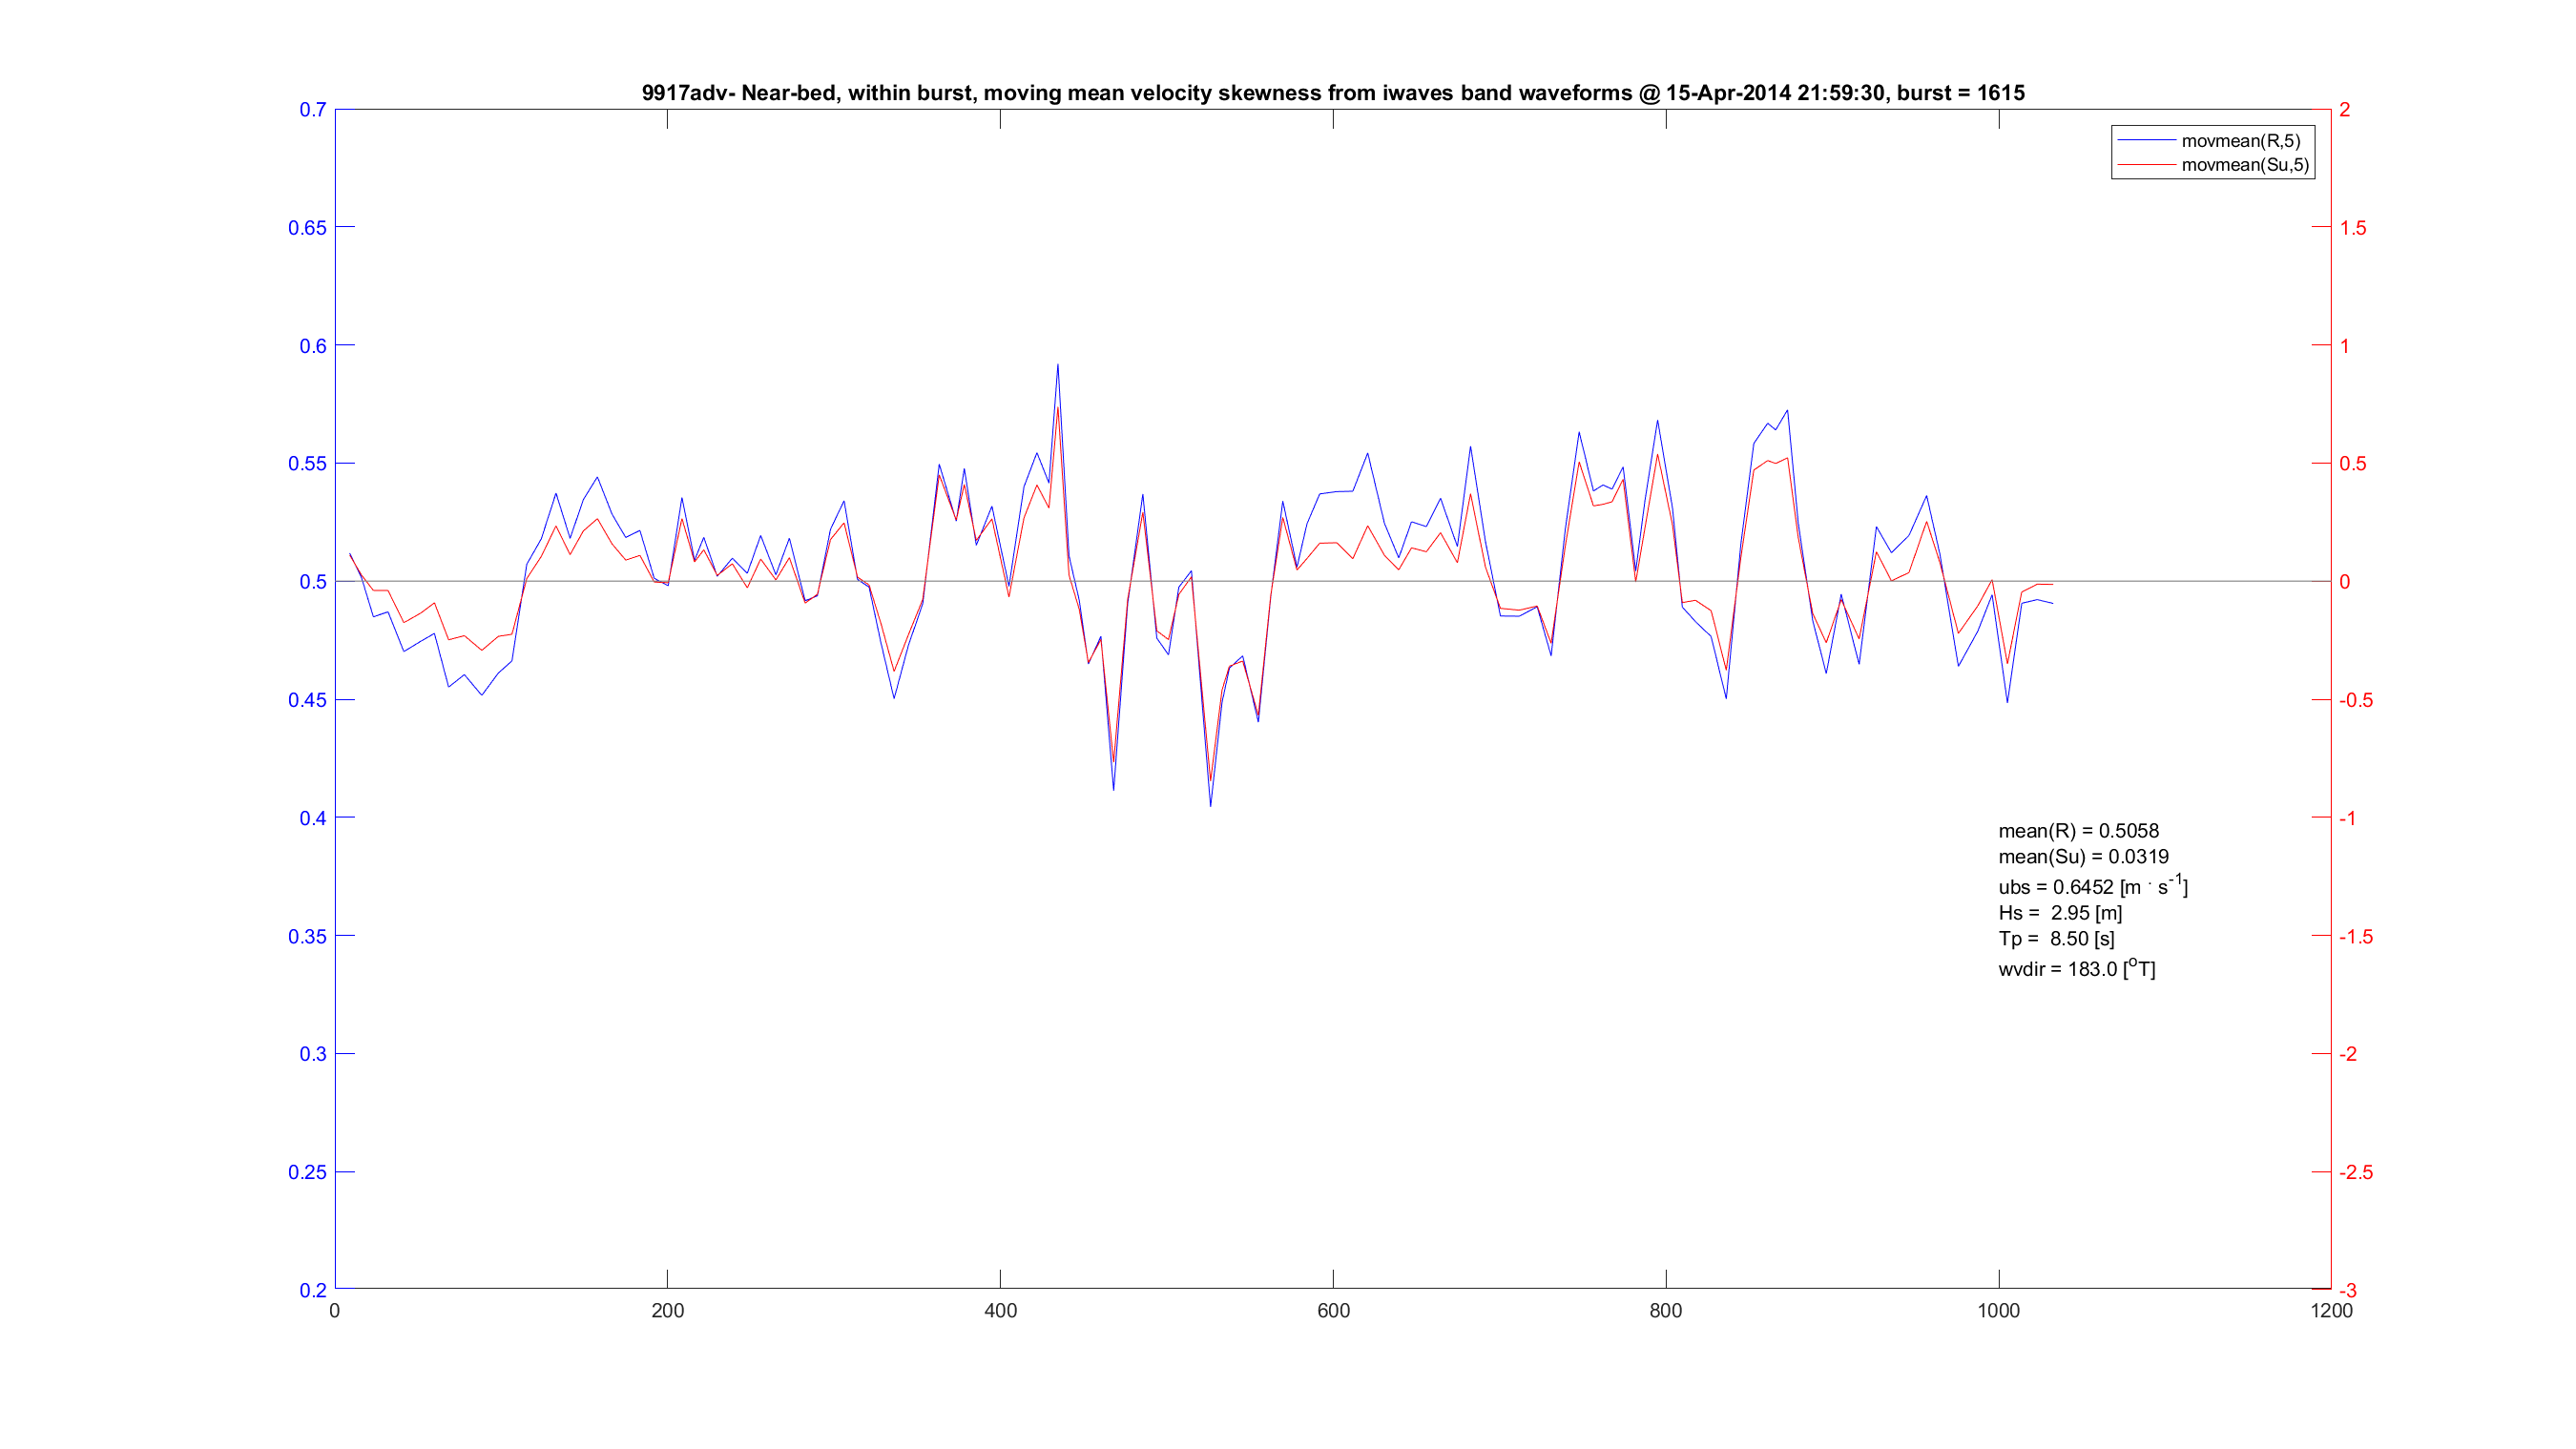 9917adv- Near-bed, within burst, moving mean velocity skewness from iwaves band waveforms @ 15-Apr-2014 21:59:30, burst = 1615
movmean(R,5)
movmean(Su,5)
0.7
0.65
0.6
0.55
0.5
0.45
0.4
0.35
0.3
0.25
0.2
2
1.5
1
0.5
0
-0.5
-1
-1.5
-2
-2.5
-3
mean(R) = 0.5058
mean(Su) = 0.0319
ubs = 0.6452 [m · s-1]
Hs = 2.95 [m]
Tp = 8.50 [s]
wvdir = 183.0 [oT]
0 200 400 600 800 1000 1200